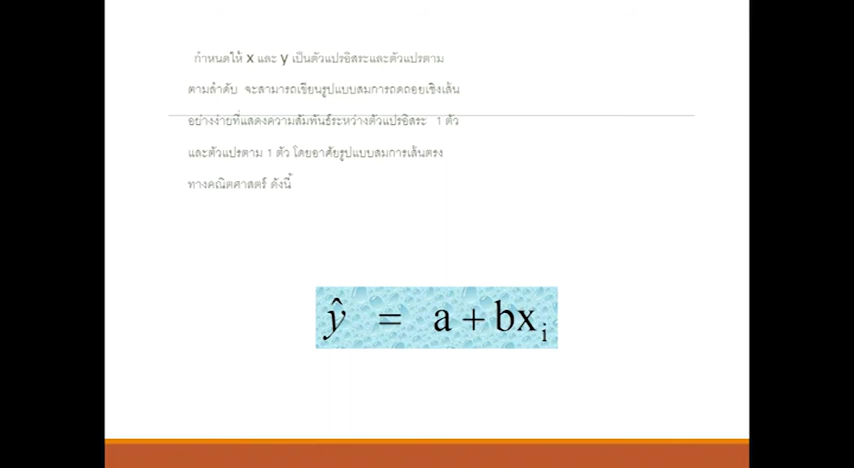 กำหนดให้ x และ y เป็นตัวแปรอิสระและตัวแปรตาม
ตามลำดับ จะสามารถเขียนรูปแบบสมการถดถอยเชิงเส้น
อย่างง่ายที่แสดงความสัมพันธ์ระหว่างตัวแปรอิสระ 1 ตัว
และตัวแปรตาม 1 ตัว โดยอาศัยรูปแบบสมการเส้นตรง
ทางคณิตศาสตร์ ดังนี้
ŷ = a + bxᵢ